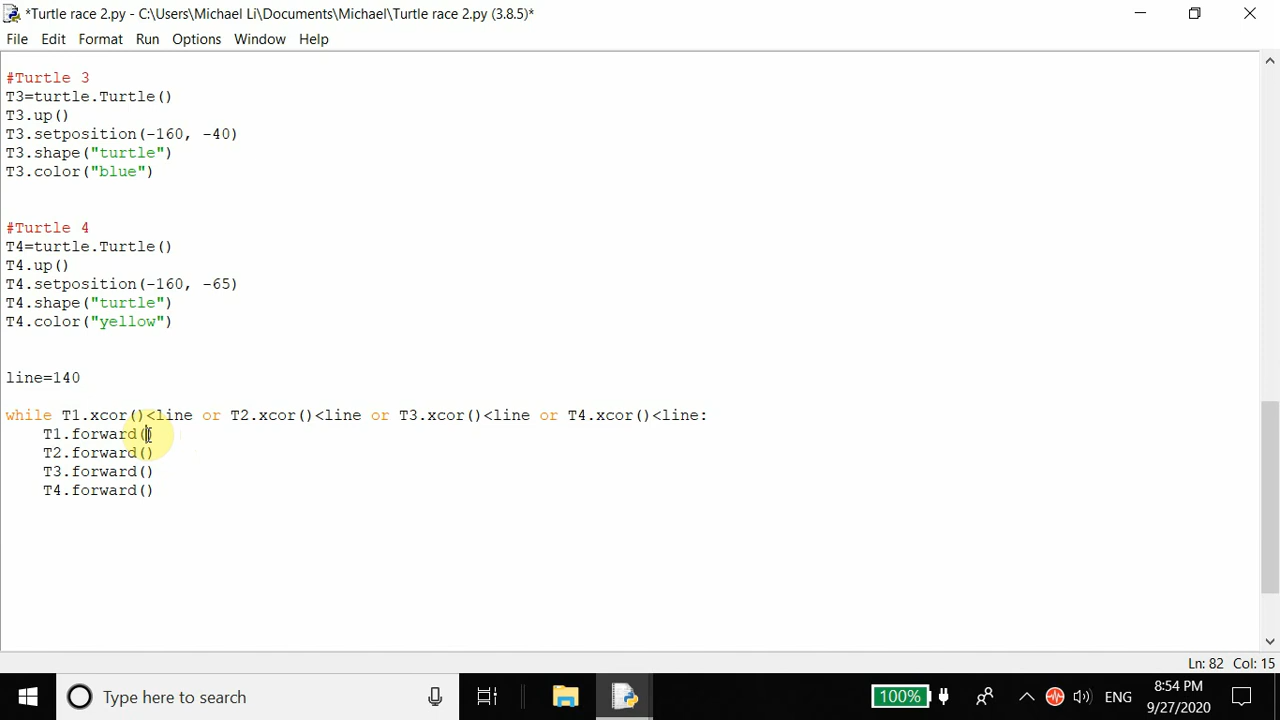 *Turtle race 2.py - C:\Users\Michael Li\Documents\Michael\Turtle race 2.py (3.8.5)*
File Edit Format Run Options Window Help
#Turtle 3
T3=turtle.Turtle()
T3.up()
T3.setposition(-160, -40)
T3.shape("turtle")
T3.color("blue")
#Turtle 4
T4=turtle.Turtle()
T4.up()
T4.setposition(-160, -65)
T4.shape("turtle")
T4.color("yellow")
line=140
while T1.xcor()<line or T2.xcor()<line or T3.xcor()<line or T4.xcor()<line:
    T1.forward()
    T2.forward()
    T3.forward()
    T4.forward()
Ln: 82 Col: 15
Type here to search
100%
ENG
8:54 PM
9/27/2020